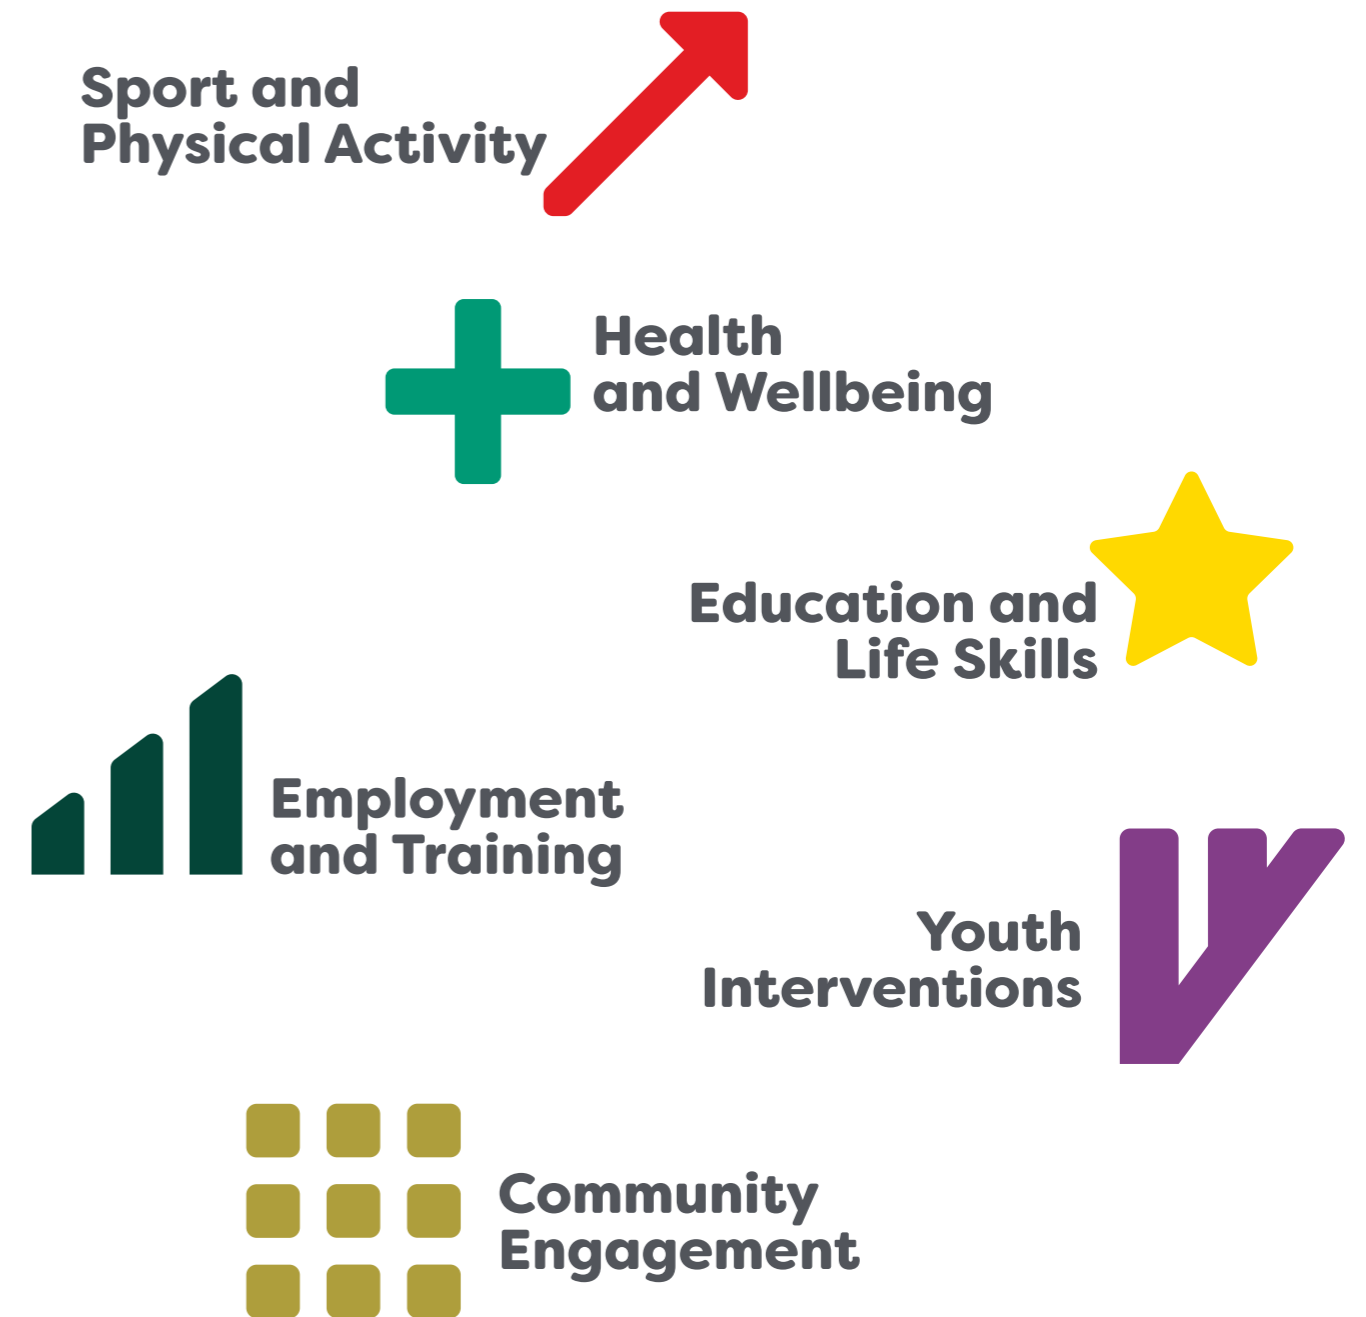 Sport and
Physical Activity
Health
and Wellbeing
Education and
Life Skills
Employment
and Training
Youth
Interventions
Community
Engagement